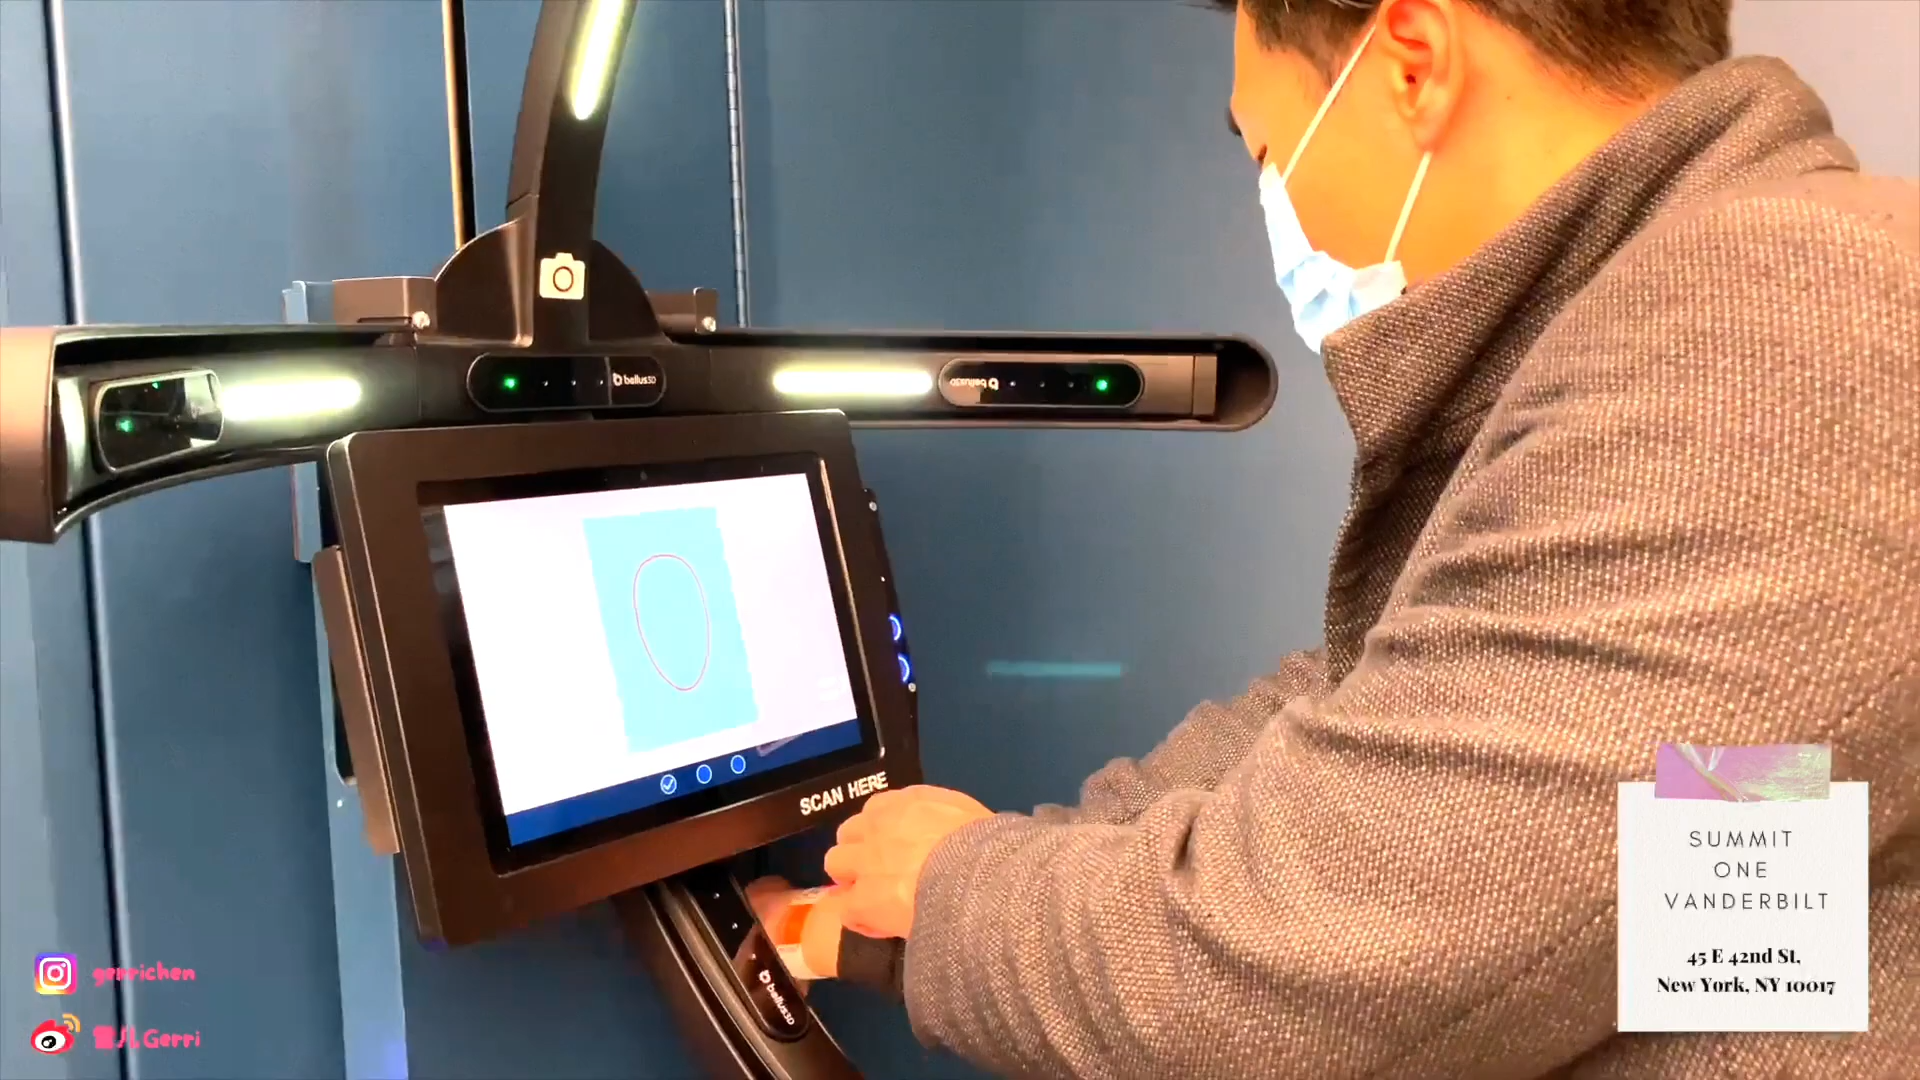 bellus3D
bellus3D
SCAN HERE
bellus3D
SUMMIT
ONE
VANDERBILT
45 E 42nd St,
New York, NY 10017
gerrichen
Gerri